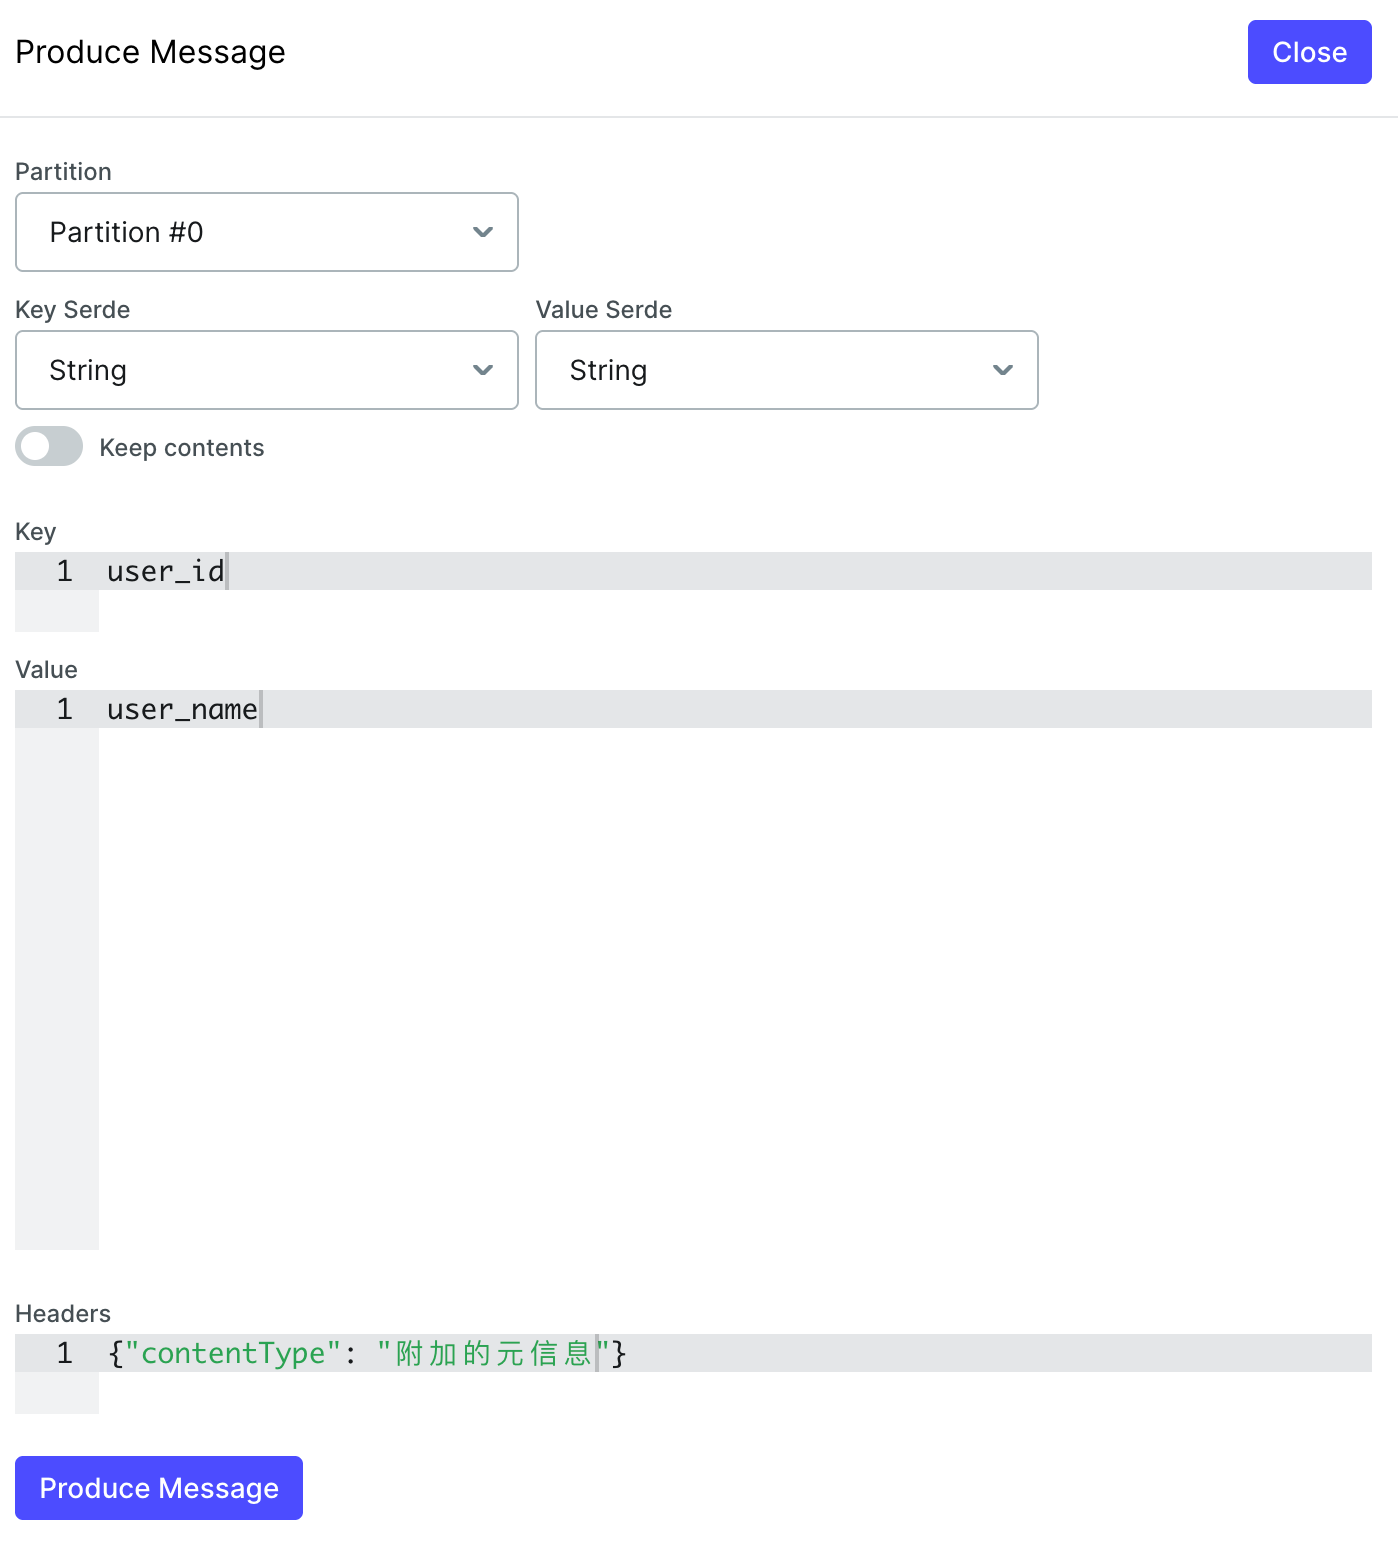 Produce Message
Close
Partition
Partition #0
Key Serde
Value Serde
String
String
Keep contents
Key
1 user_id
Value
1 user_name
Headers
1 {"contentType": "附加的元信息"}
Produce Message